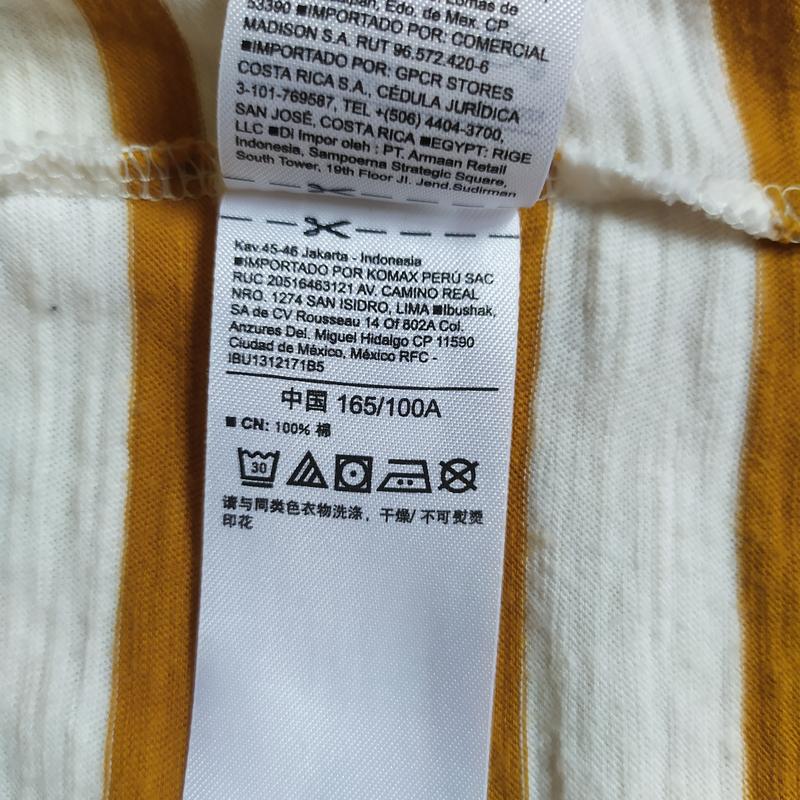 Lomas de
53390 ■IMPORTADO POR: COMERCIAL
MADISON S.A. RUT 96.572.420-6
■IMPORTADO POR: GPCR STORES
COSTA RICA S.A., CÉDULA JURÍDICA
3-101-769587, TEL +(506) 4404-3700,
SAN JOSÉ, COSTA RICA ■EGYPT: RIGE
LLC ■Di Impor oleh : PT. Armaan Retail
Indonesia, Sampoerna Strategic Square,
South Tower, 19th Floor Jl. Jend.Sudirman
Kav.45-46 Jakarta - Indonesia
■IMPORTADO POR KOMAX PERÚ SAC
RUC 20516463121 AV. CAMINO REAL
NRO. 1274 SAN ISIDRO, LIMA ■Ibushak,
SA de CV Rousseau 14 Of 802A Col.
Anzures Del. Miguel Hidalgo CP 11590
Ciudad de México, México RFC -
IBU1312171B5
中国 165/100A
■ CN: 100% 棉
30
请与同类色衣物洗涤，干燥/ 不可熨烫
印花